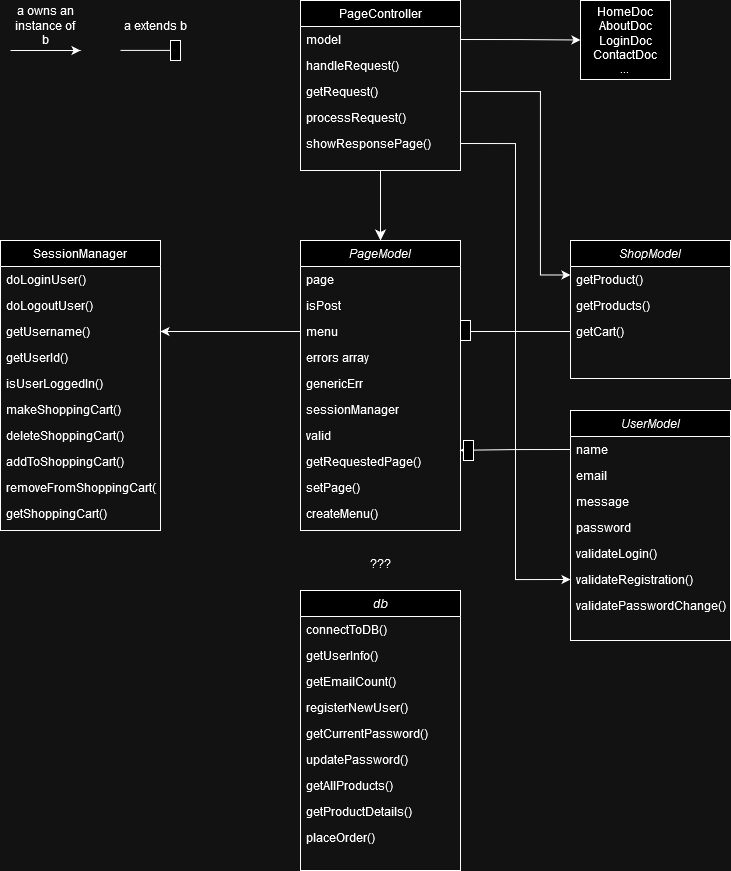 a owns an
instance of
b
a extends b
PageController
model
handleRequest()
getRequest()
processRequest()
showResponsePage()
HomeDoc
AboutDoc
LoginDoc
ContactDoc
...
SessionManager
doLoginUser()
doLogoutUser()
getUsername()
getUserId()
isUserLoggedIn()
makeShoppingCart()
deleteShoppingCart()
addToShoppingCart()
removeFromShoppingCart(
getShoppingCart()
PageModel
page
isPost
menu
errors array
genericErr
sessionManager
valid
getRequestedPage()
setPage()
createMenu()
ShopModel
getProduct()
getProducts()
getCart()
UserModel
name
email
message
password
validateLogin()
validateRegistration()
validatePasswordChange()
???
db
connectToDB()
getUserInfo()
getEmailCount()
registerNewUser()
getCurrentPassword()
updatePassword()
getAllProducts()
getProductDetails()
placeOrder()